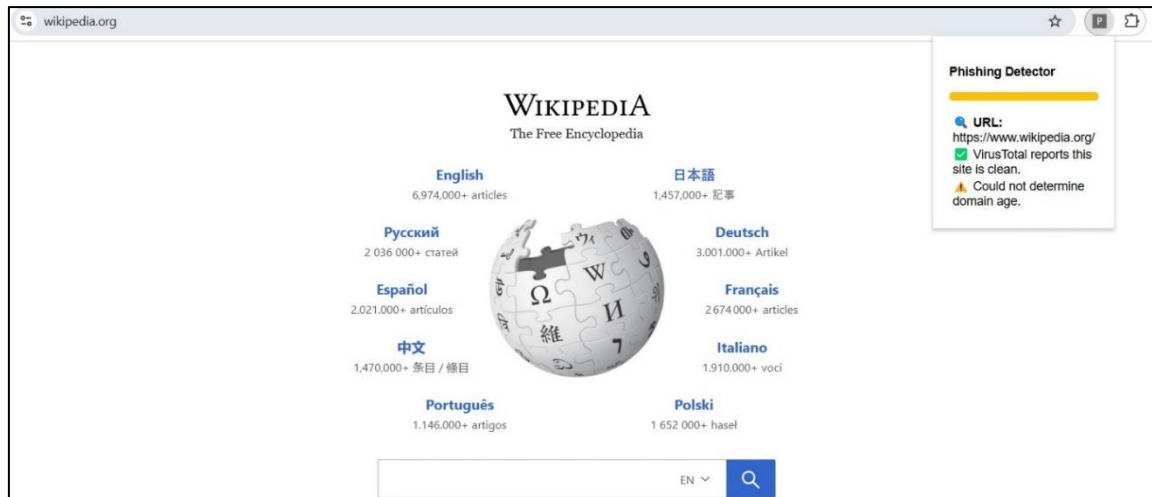 wikipedia.org
P
Phishing Detector
URL:
https://www.wikipedia.org/
VirusTotal reports this
site is clean.
Could not determine
domain age.
WIKIPEDIA
The Free Encyclopedia
English
6,974,000+ articles
日本語
1,457,000+ 記事
Русский
2 036 000+ статей
Deutsch
3.001.000+ Artikel
Español
2.021.000+ artículos
Français
2 674 000+ articles
中文
1,470,000+ 条目 / 條目
Italiano
1.910.000+ voci
Português
1.146.000+ artigos
Polski
1 652 000+ haseł
Ω
W
И
維
7
EN